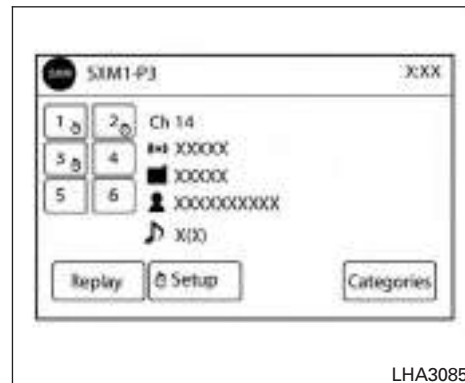 SXM1-P3 X:XX
1 2 Ch 14
XXXXX
3 4 XXXXX
5 6 XXXXXXXXXX
X(X)
Replay Setup Categories
LHA3085